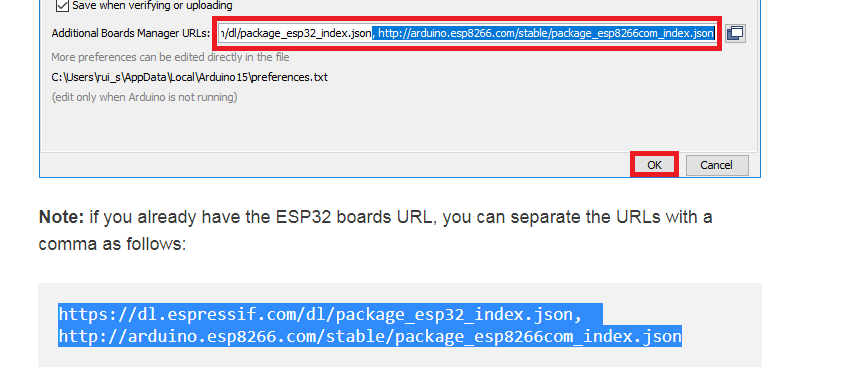 Save when verifying or uploading
Additional Boards Manager URLs: /dl/package_esp32_index.json, http://arduino.esp8266.com/stable/package_esp8266com_index.json
More preferences can be edited directly in the file
C:\Users\rui_s\AppData\Local\Arduino15\preferences.txt
(edit only when Arduino is not running)
OK Cancel
Note: if you already have the ESP32 boards URL, you can separate the URLs with a
comma as follows:
https://dl.espressif.com/dl/package_esp32_index.json,
http://arduino.esp8266.com/stable/package_esp8266com_index.json